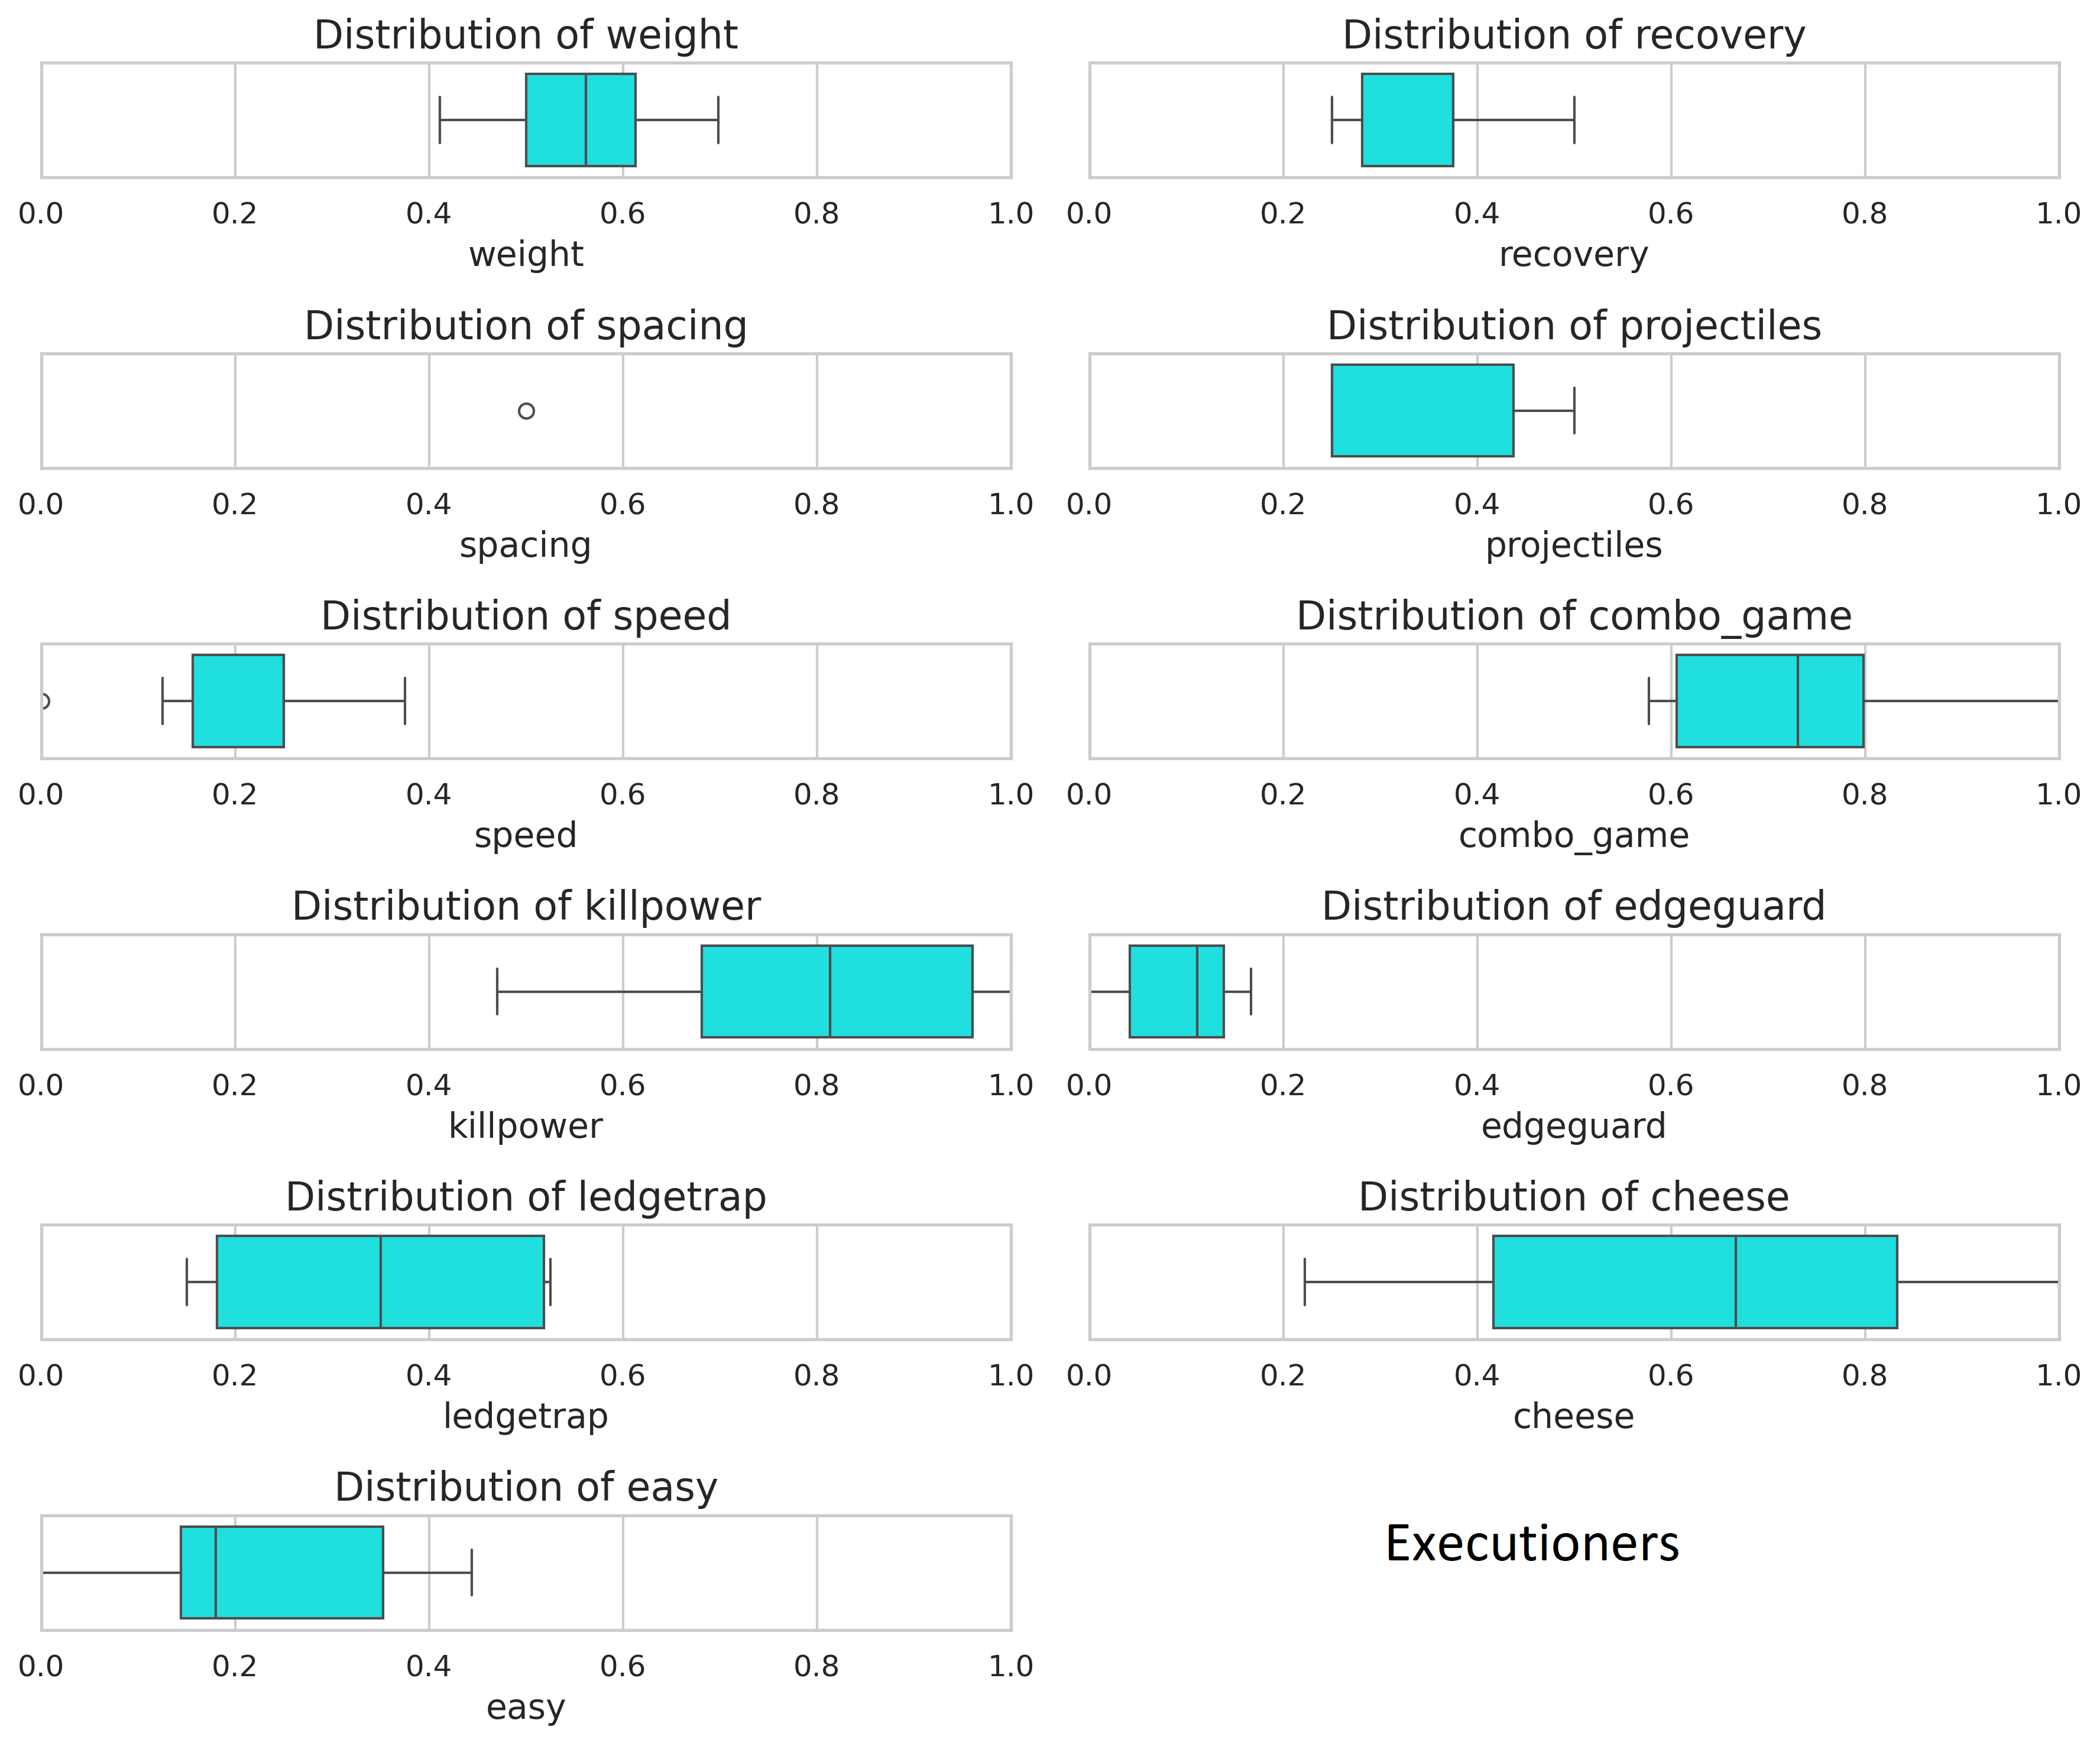 Distribution of weight
0.0 0.2 0.4 0.6 0.8 1.0
weight
Distribution of recovery
0.0 0.2 0.4 0.6 0.8 1.0
recovery
Distribution of spacing
0.0 0.2 0.4 0.6 0.8 1.0
spacing
Distribution of projectiles
0.0 0.2 0.4 0.6 0.8 1.0
projectiles
Distribution of speed
0.0 0.2 0.4 0.6 0.8 1.0
speed
Distribution of combo_game
0.0 0.2 0.4 0.6 0.8 1.0
combo_game
Distribution of killpower
0.0 0.2 0.4 0.6 0.8 1.0
killpower
Distribution of edgeguard
0.0 0.2 0.4 0.6 0.8 1.0
edgeguard
Distribution of ledgetrap
0.0 0.2 0.4 0.6 0.8 1.0
ledgetrap
Distribution of cheese
0.0 0.2 0.4 0.6 0.8 1.0
cheese
Distribution of easy
0.0 0.2 0.4 0.6 0.8 1.0
easy
Executioners